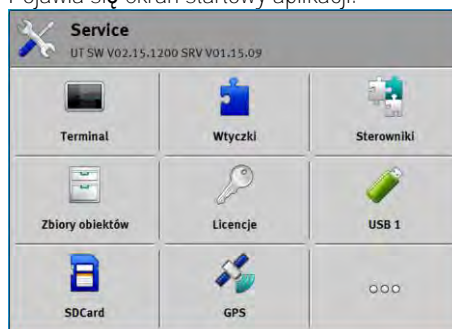 Pojawia się ekran startowy aplikacji.
Service
UT SW V02.15.1200 SRV V01.15.09
Terminal
Wtyczki
Sterowniki
Zbiory obiektów
Licencje
USB 1
SDCard
GPS